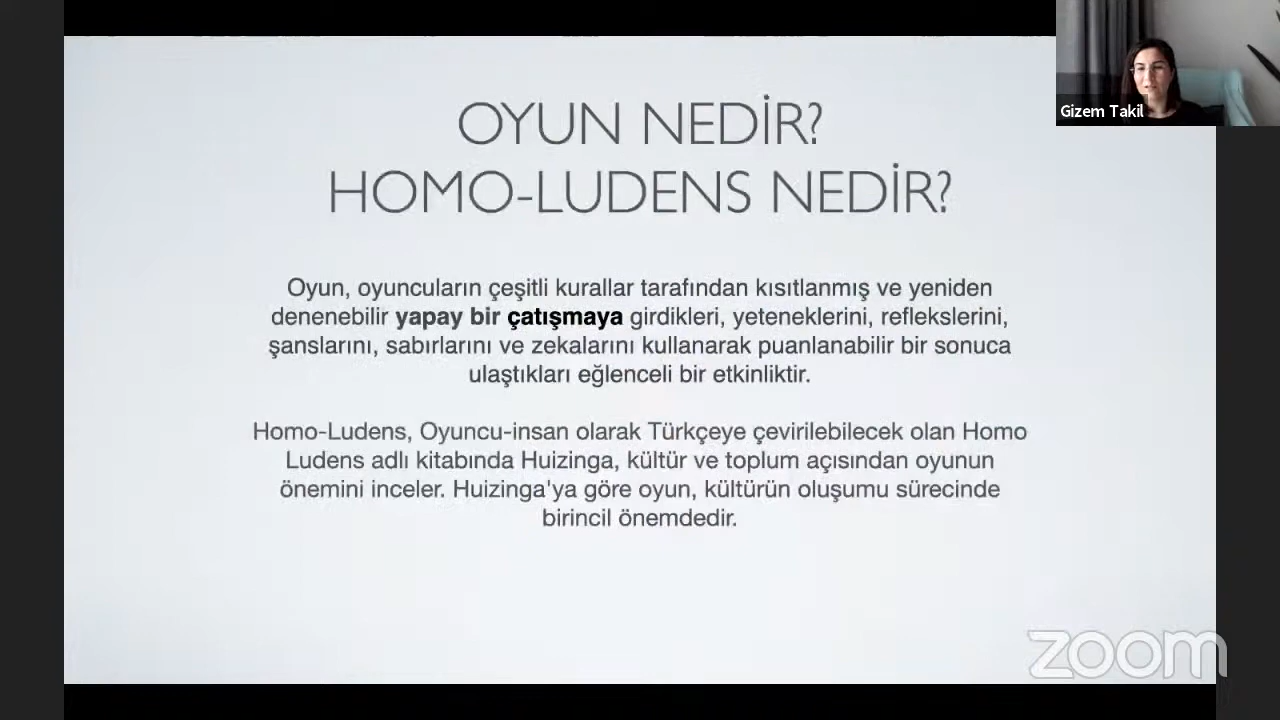 OYUN NEDİR?
HOMO-LUDENS NEDİR?
Oyun, oyuncuların çeşitli kurallar tarafından kısıtlanmış ve yeniden
denenebilir yapay bir çatışmaya girdikleri, yeteneklerini, reflekslerini,
şanslarını, sabırlarını ve zekalarını kullanarak puanlanabilir bir sonuca
ulaştıkları eğlenceli bir etkinliktir.
Homo-Ludens, Oyuncu-insan olarak Türkçeye çevirilebilecek olan Homo
Ludens adlı kitabında Huizinga, kültür ve toplum açısından oyunun
önemini inceler. Huizinga'ya göre oyun, kültürün oluşumu sürecinde
birincil önemdedir.
Gizem Takil
zoom